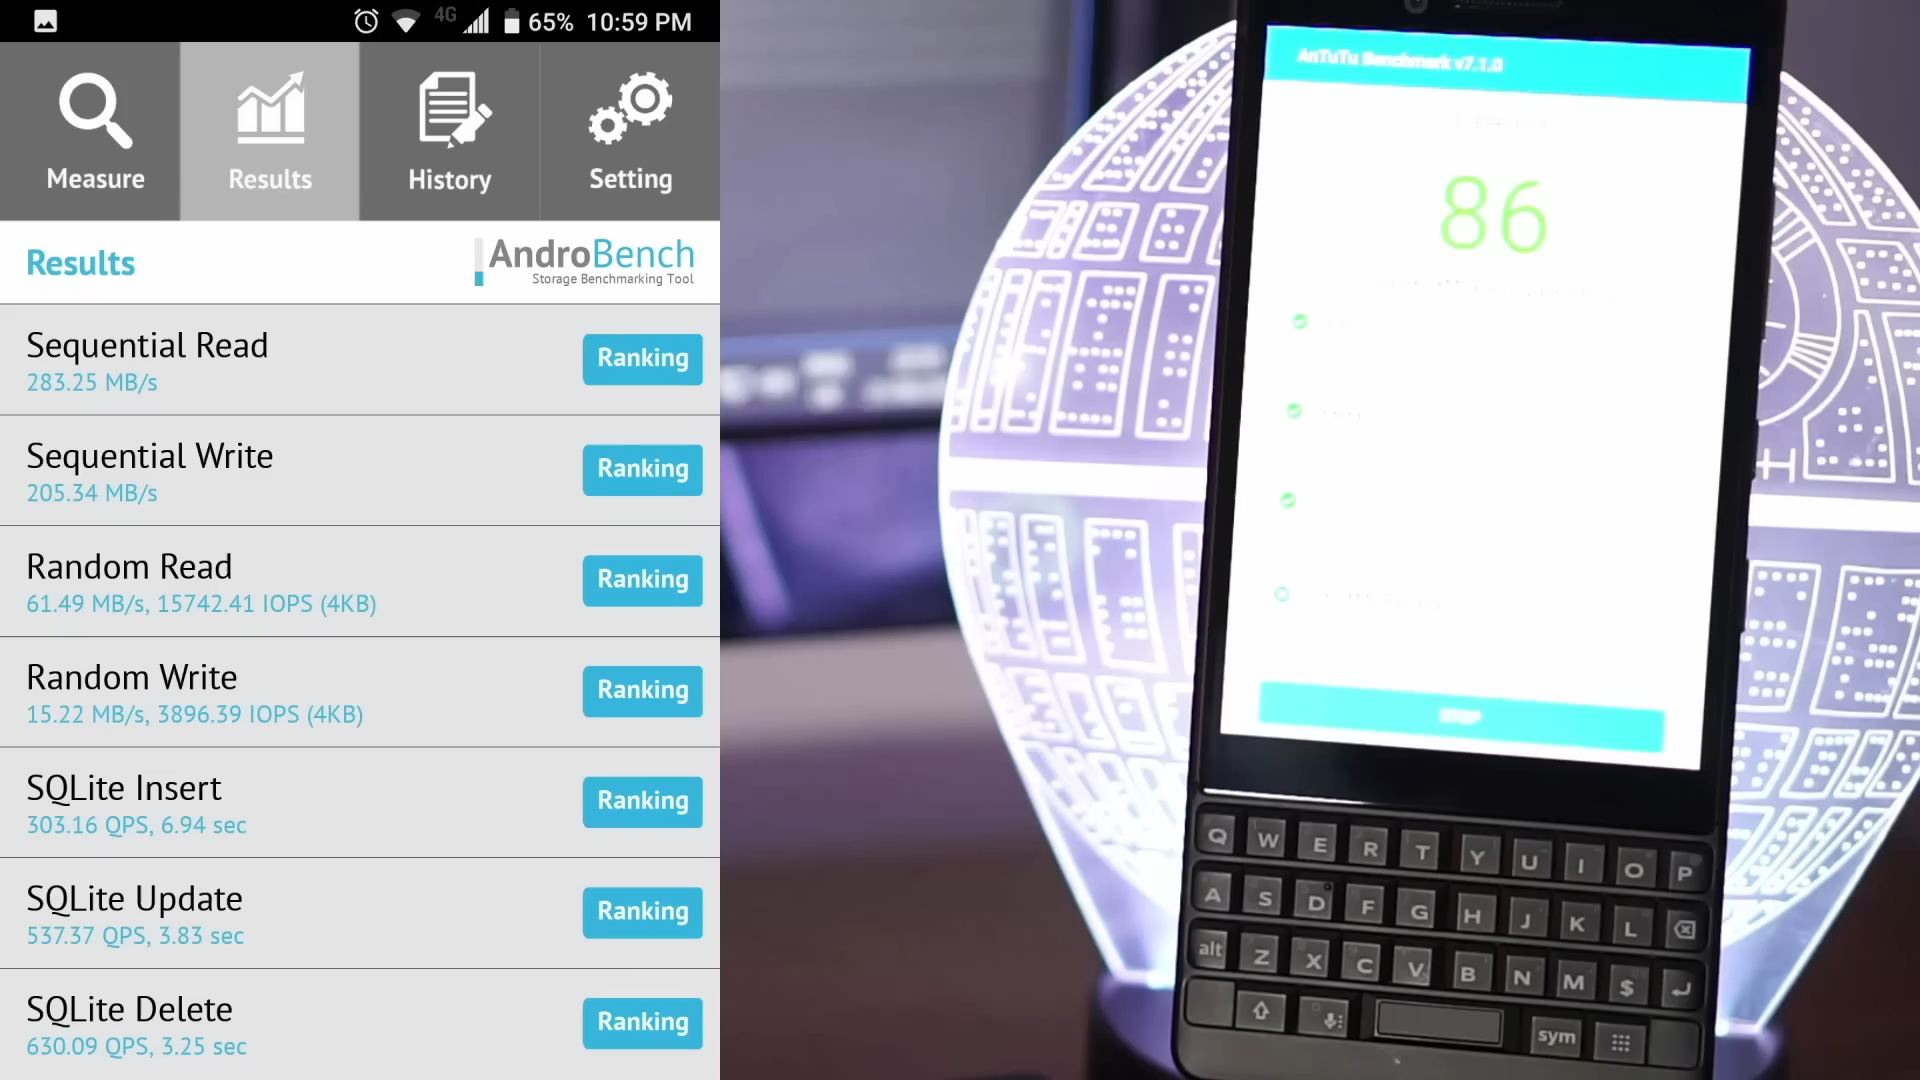 4G 65% 10:59 PM
Measure Results History Setting
Results
AndroBench
Storage Benchmarking Tool
Sequential Read
283.25 MB/s
Ranking
Sequential Write
205.34 MB/s
Ranking
Random Read
61.49 MB/s, 15742.41 IOPS (4KB)
Ranking
Random Write
15.22 MB/s, 3896.39 IOPS (4KB)
Ranking
SQLite Insert
303.16 QPS, 6.94 sec
Ranking
SQLite Update
537.37 QPS, 3.83 sec
Ranking
SQLite Delete
630.09 QPS, 3.25 sec
Ranking
AnTuTu Benchmark v7.1.0
86
STOP
Q W E R T Y U I O P
A S D F G H J K L
alt Z X C V B N M $
sym